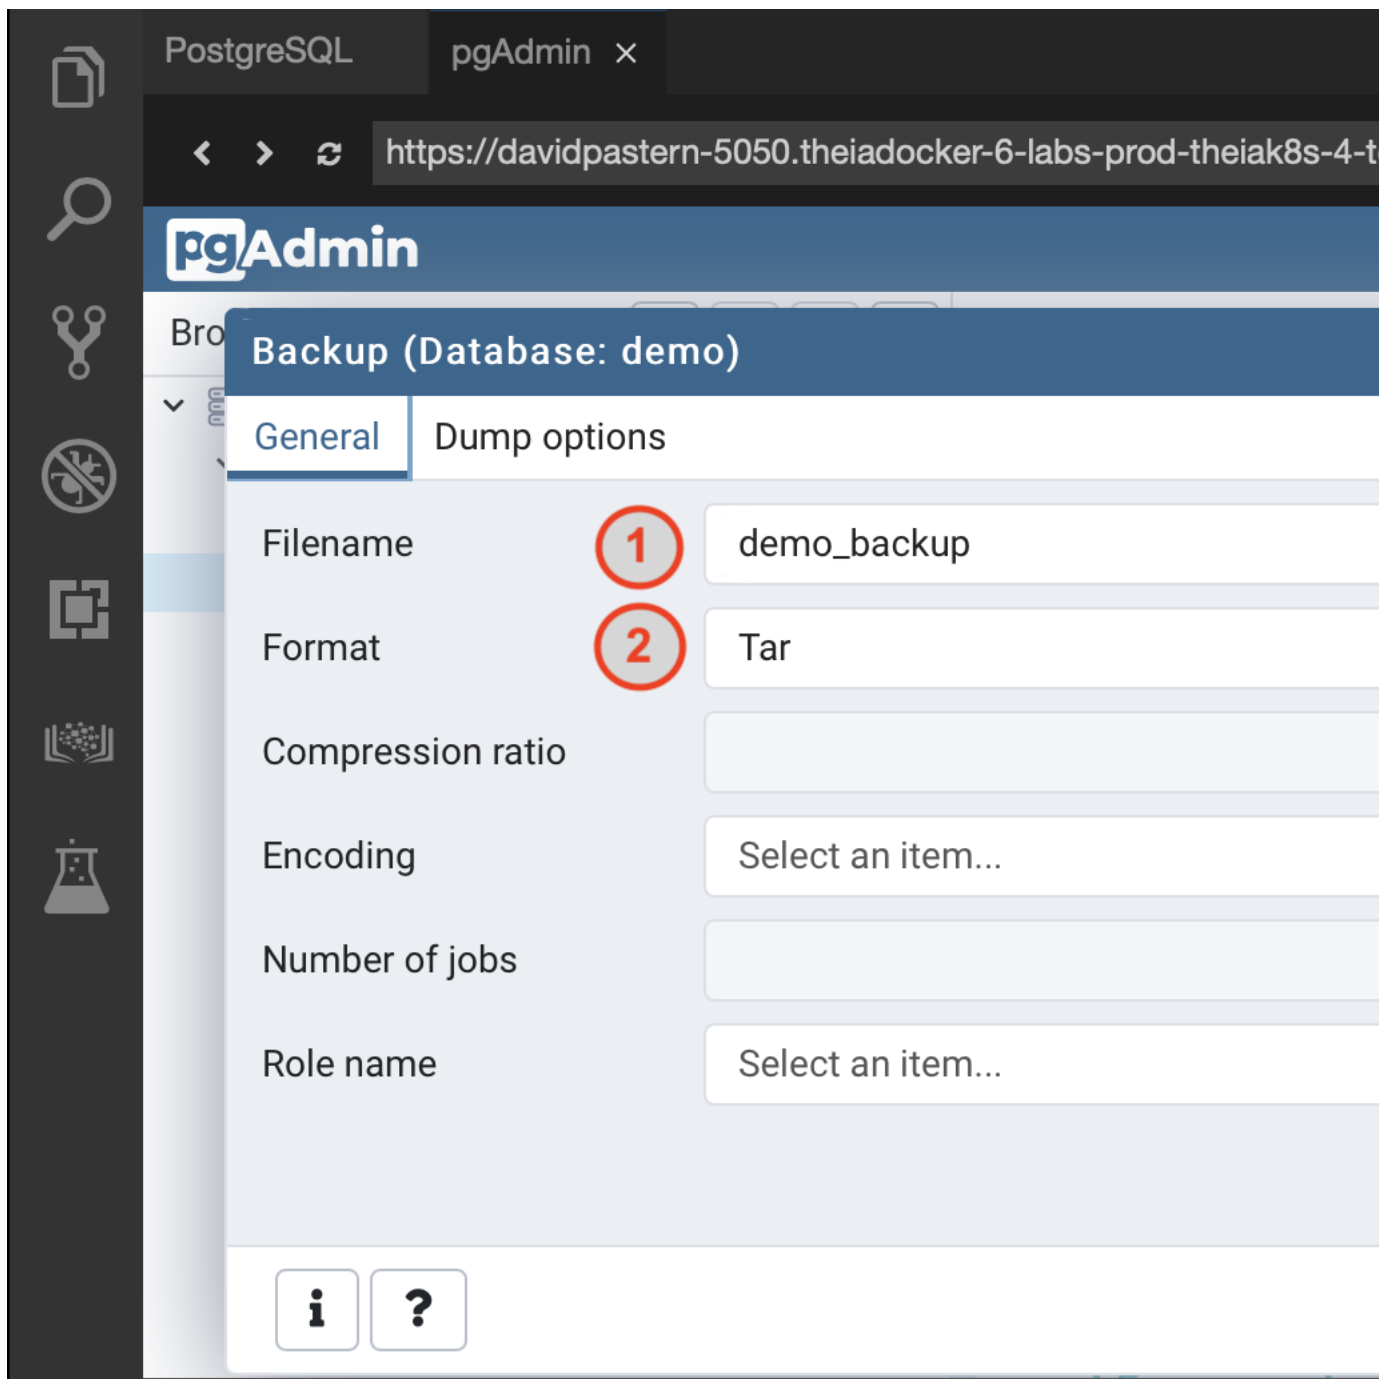 PostgreSQL
pgAdmin ×
https://davidpastern-5050.theiadocker-6-labs-prod-theiak8s-4-t
pgAdmin
Bro
Backup (Database: demo)
General Dump options
Filename 1 demo_backup
Format 2 Tar
Compression ratio
Encoding Select an item...
Number of jobs
Role name Select an item...
i ?